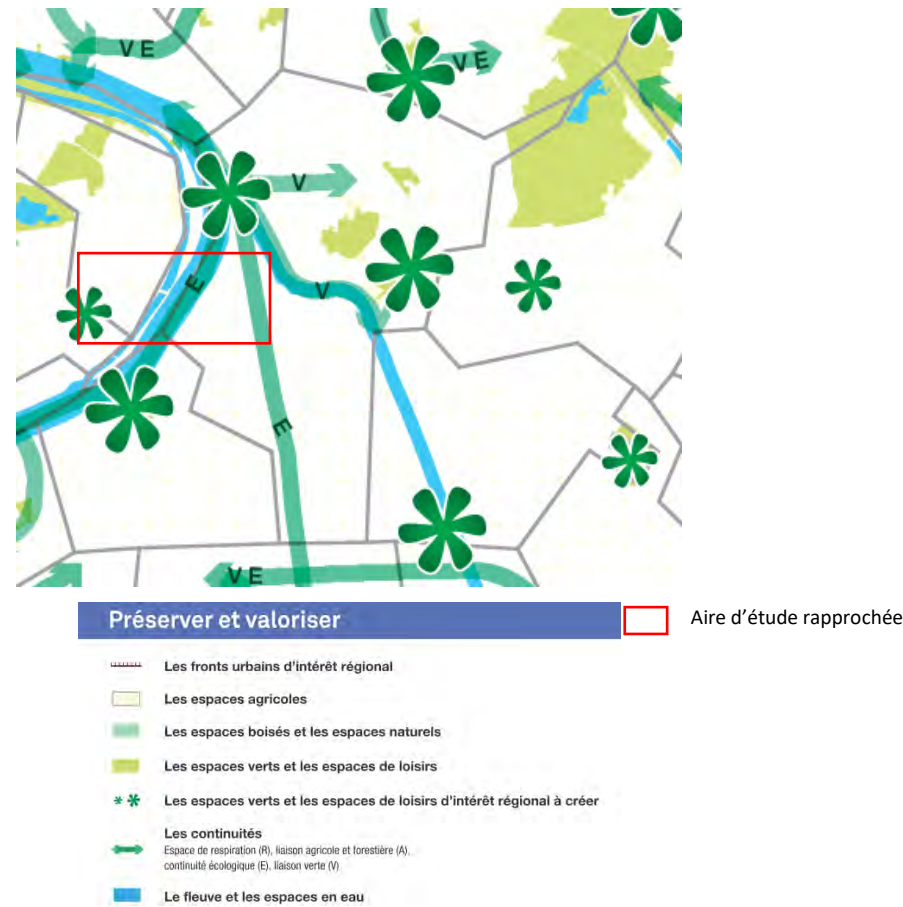 V E
V E
V
E
V
E
V E
Préserver et valoriser
Aire d’étude rapprochée
Les fronts urbains d'intérêt régional
Les espaces agricoles
Les espaces boisés et les espaces naturels
Les espaces verts et les espaces de loisirs
Les espaces verts et les espaces de loisirs d'intérêt régional à créer
Les continuités
Espace de respiration (R), liaison agricole et forestière (A),
continuité écologique (E), liaison verte (V)
Le fleuve et les espaces en eau